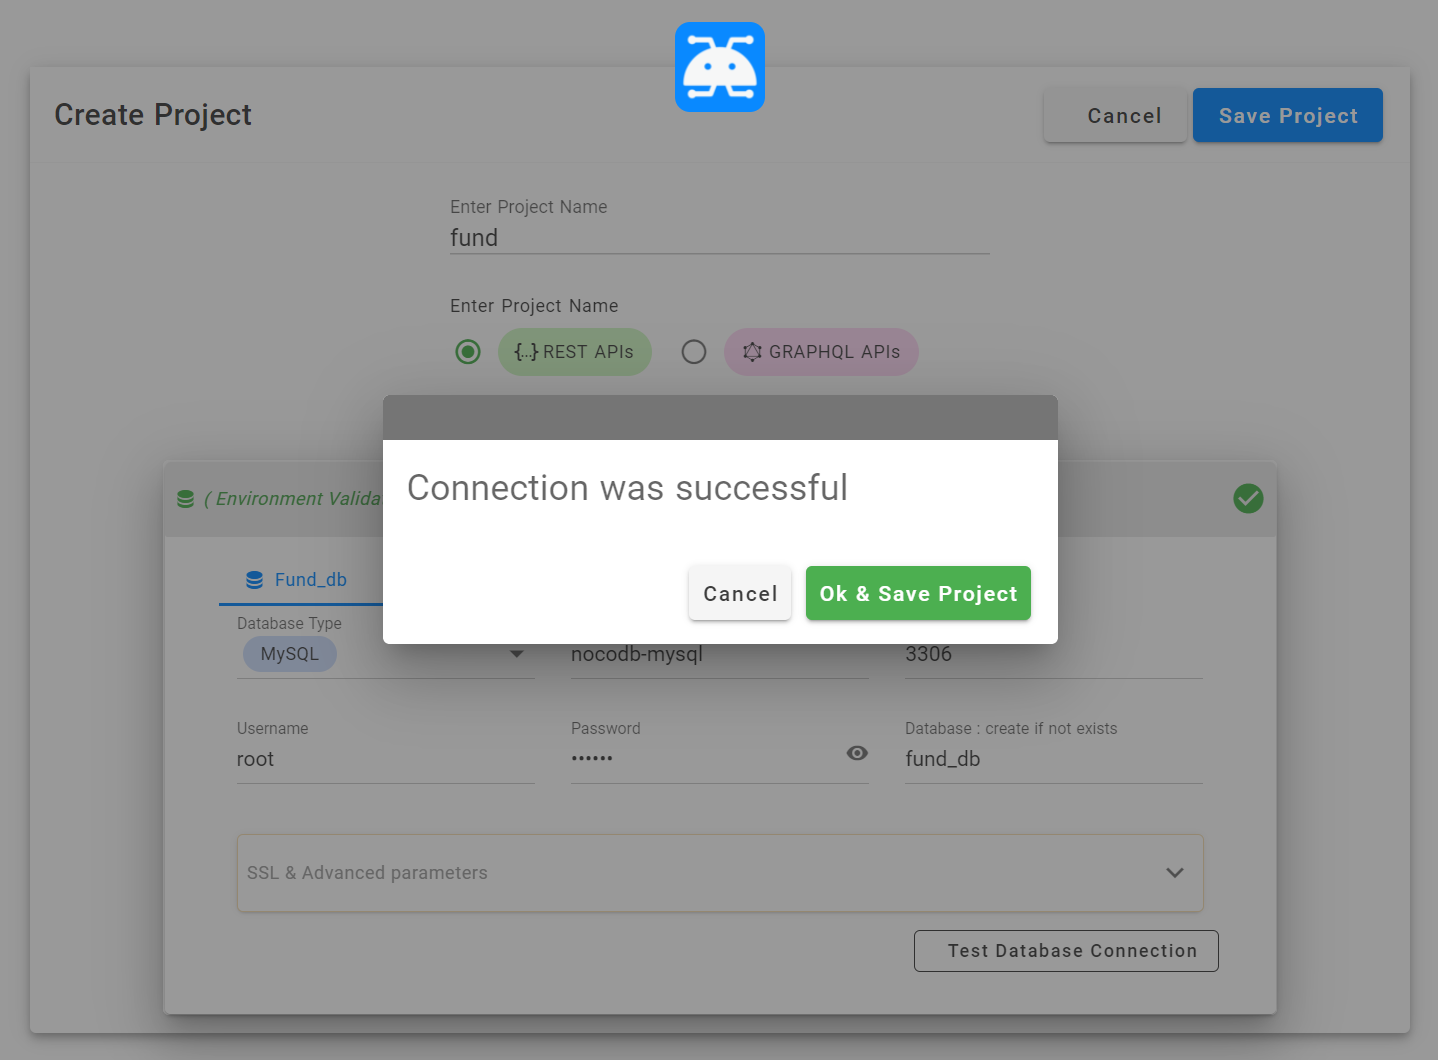 Create Project
Cancel
Save Project
Enter Project Name
fund
Enter Project Name
{...} REST APIs
GRAPHQL APIs
Connection was successful
Cancel
Ok & Save Project
( Environment Valida
Fund_db
Database Type
MySQL
nocodb-mysql
3306
Username
Password
Database : create if not exists
root
••••••
fund_db
SSL & Advanced parameters
Test Database Connection